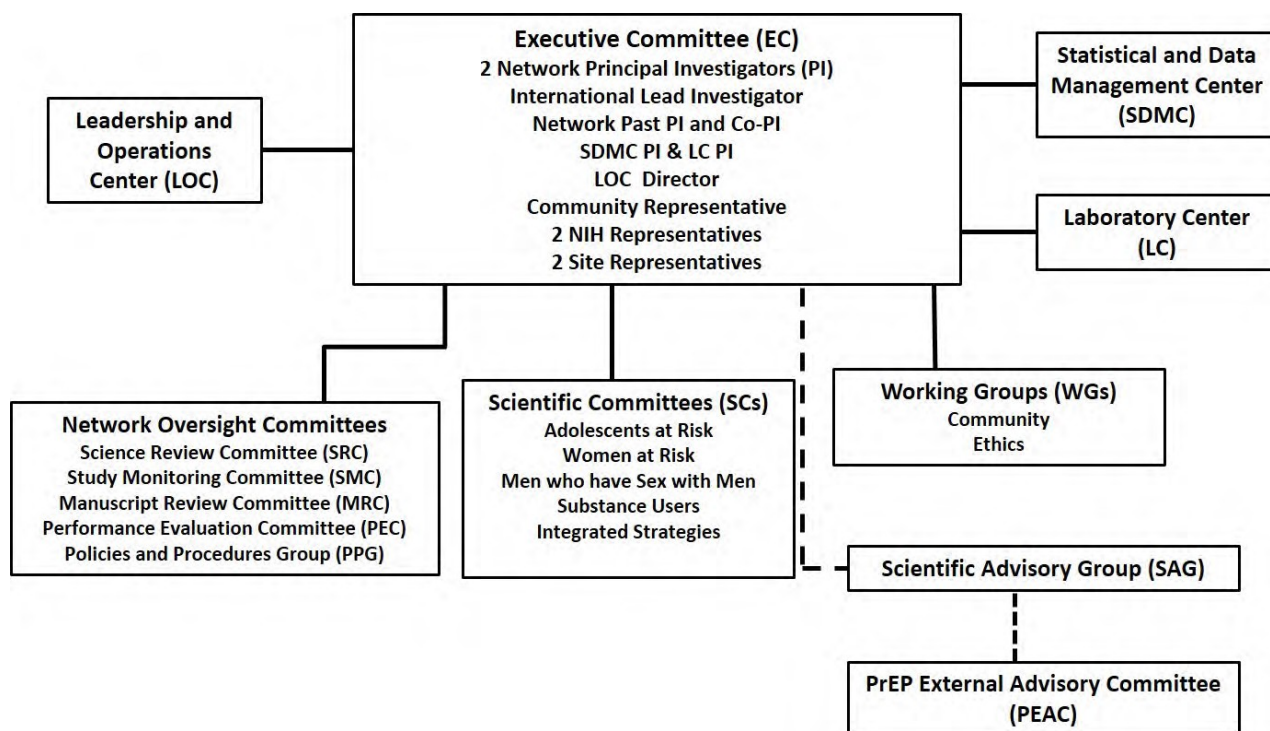 Executive Committee (EC)
2 Network Principal Investigators (PI)
International Lead Investigator
Network Past PI and Co-PI
SDMC PI & LC PI
LOC Director
Community Representative
2 NIH Representatives
2 Site Representatives
Leadership and
Operations
Center (LOC)
Statistical and Data
Management Center
(SDMC)
Laboratory Center
(LC)
Network Oversight Committees
Science Review Committee (SRC)
Study Monitoring Committee (SMC)
Manuscript Review Committee (MRC)
Performance Evaluation Committee (PEC)
Policies and Procedures Group (PPG)
Scientific Committees (SCs)
Adolescents at Risk
Women at Risk
Men who have Sex with Men
Substance Users
Integrated Strategies
Working Groups (WGs)
Community
Ethics
Scientific Advisory Group (SAG)
PrEP External Advisory Committee
(PEAC)